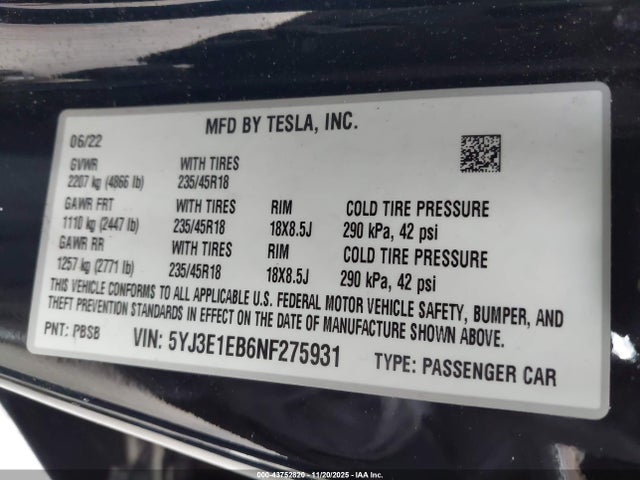 MFD BY TESLA, INC.
06/22
GVWR WITH TIRES
2207 kg (4866 lb) 235/45R18
GAWR FRT WITH TIRES RIM COLD TIRE PRESSURE
1110 kg (2447 lb) 235/45R18 18X8.5J 290 kPa, 42 psi
GAWR RR WITH TIRES RIM COLD TIRE PRESSURE
1257 kg (2771 lb) 235/45R18 18X8.5J 290 kPa, 42 psi
THIS VEHICLE CONFORMS TO ALL APPLICABLE U.S. FEDERAL MOTOR VEHICLE SAFETY, BUMPER, AND
THEFT PREVENTION STANDARDS IN EFFECT ON THE DATE OF MANUFACTURE SHOWN ABOVE.
PNT: PBSB VIN: 5YJ3E1EB6NF275931 TYPE: PASSENGER CAR
000-43752820 - 11/20/2025 - IAA Inc.